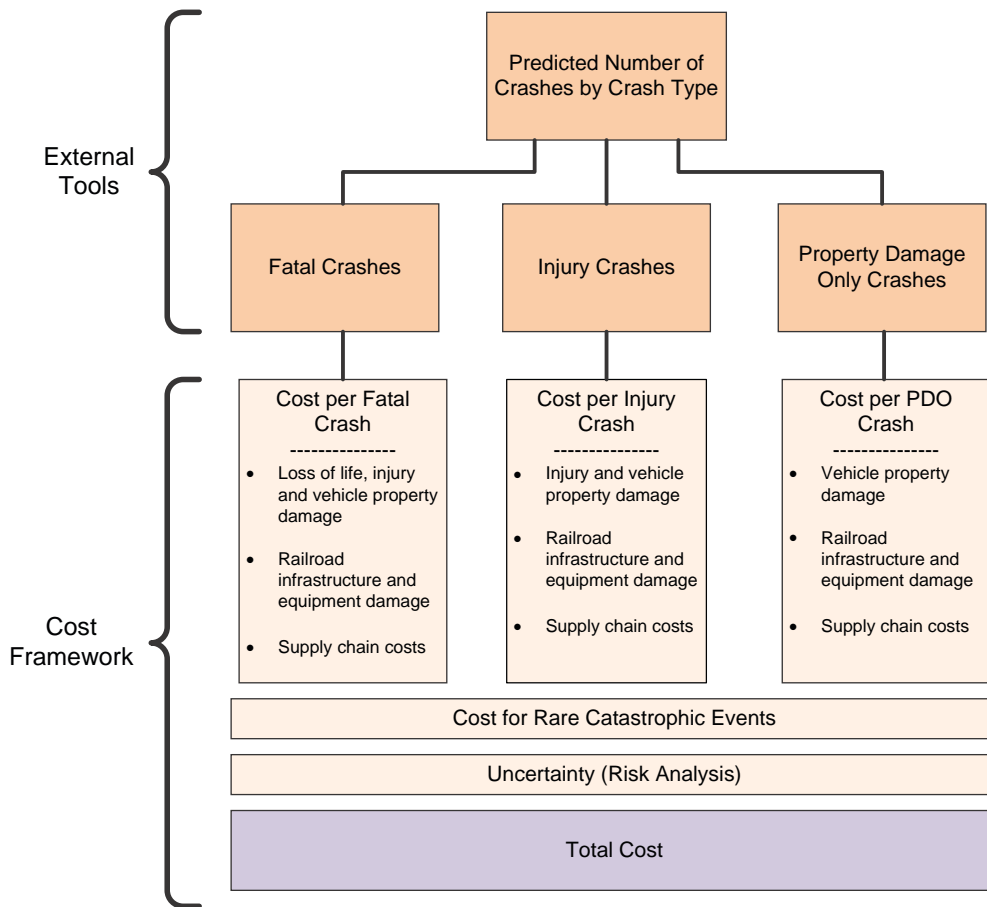 Predicted Number of
Crashes by Crash Type
External
Tools
Fatal Crashes
Injury Crashes
Property Damage
Only Crashes
Cost per Fatal
Crash
---------------
• Loss of life, injury
and vehicle property
damage
• Railroad
infrastructure and
equipment damage
• Supply chain costs
Cost per Injury
Crash
---------------
• Injury and vehicle
property damage
• Railroad
infrastructure and
equipment damage
• Supply chain costs
Cost per PDO
Crash
---------------
• Vehicle property
damage
• Railroad
infrastructure and
equipment damage
• Supply chain costs
Cost
Framework
Cost for Rare Catastrophic Events
Uncertainty (Risk Analysis)
Total Cost